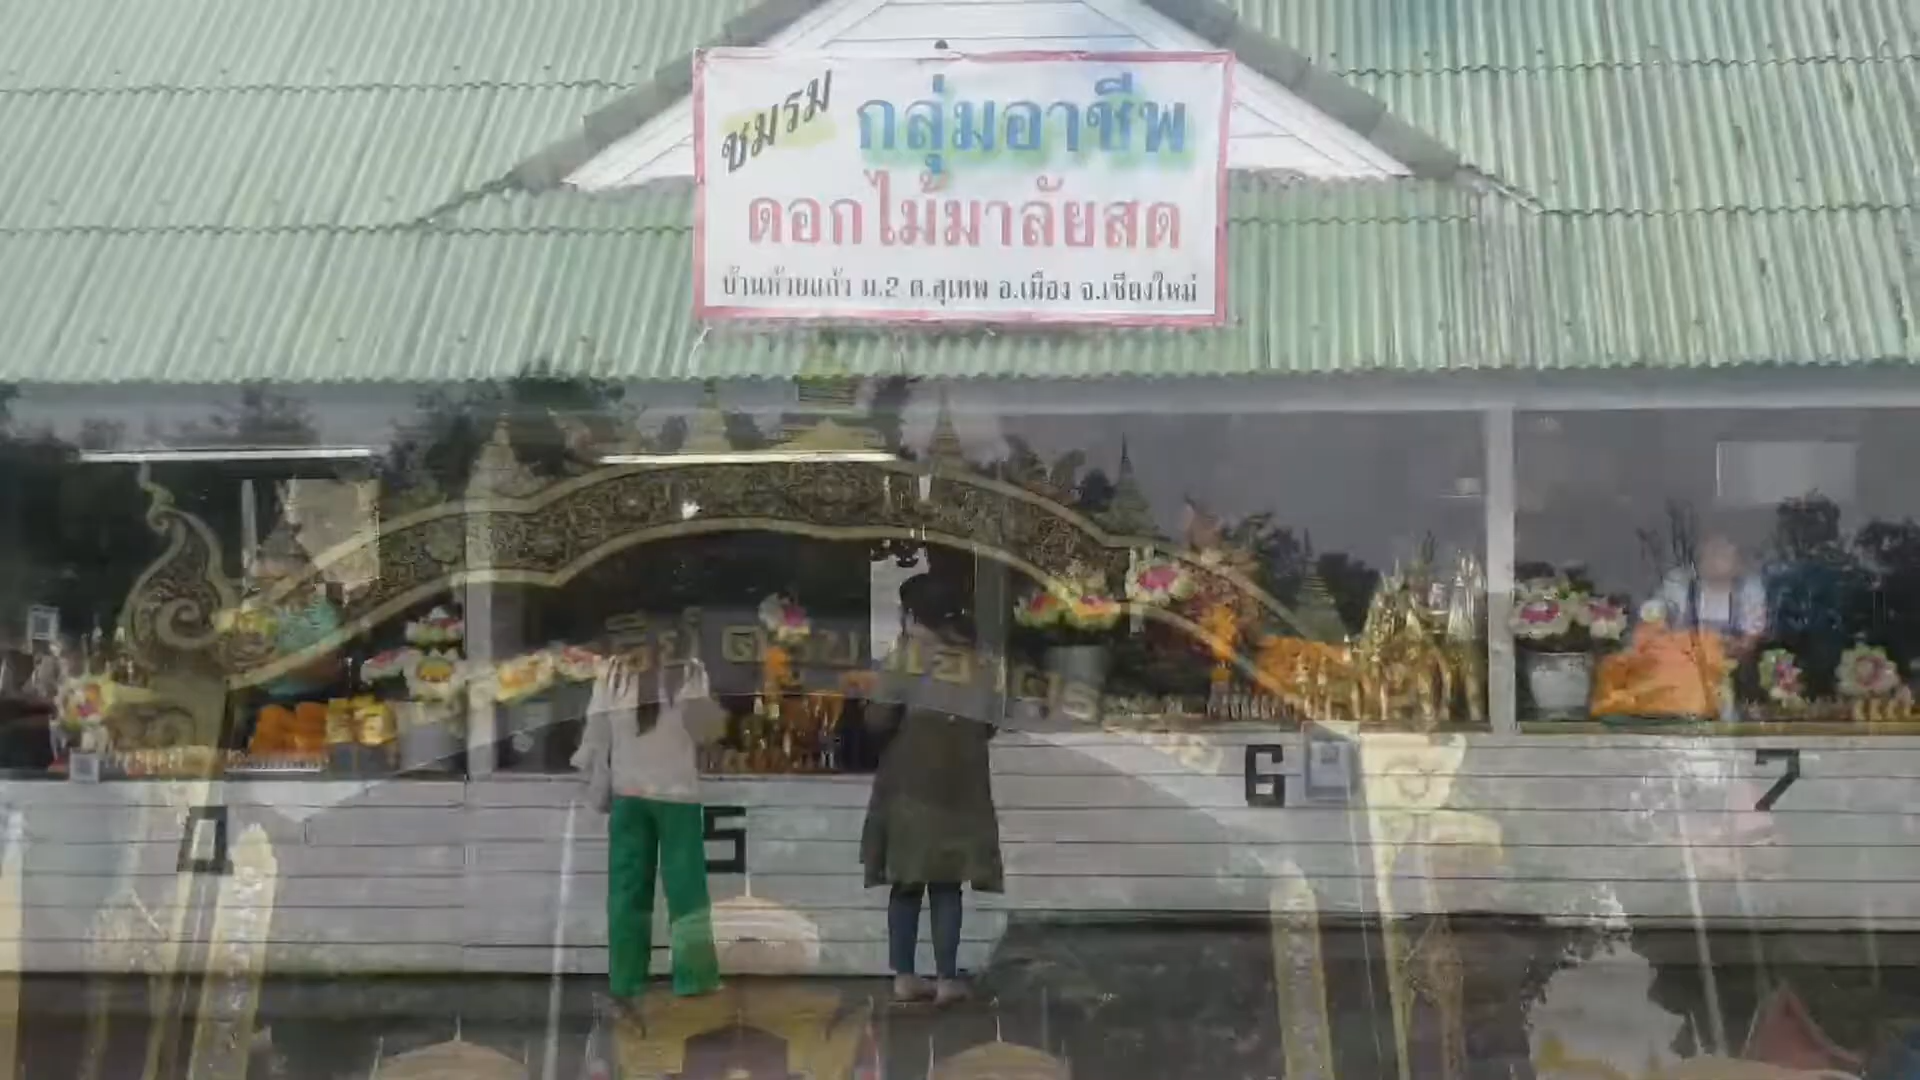 ชมรม กลุ่มอาชีพ
ดอกไม้มาลัยสด
บ้านห้วยแก้ว ม.2 ต.สุเทพ อ.เมือง จ.เชียงใหม่
5
6
7